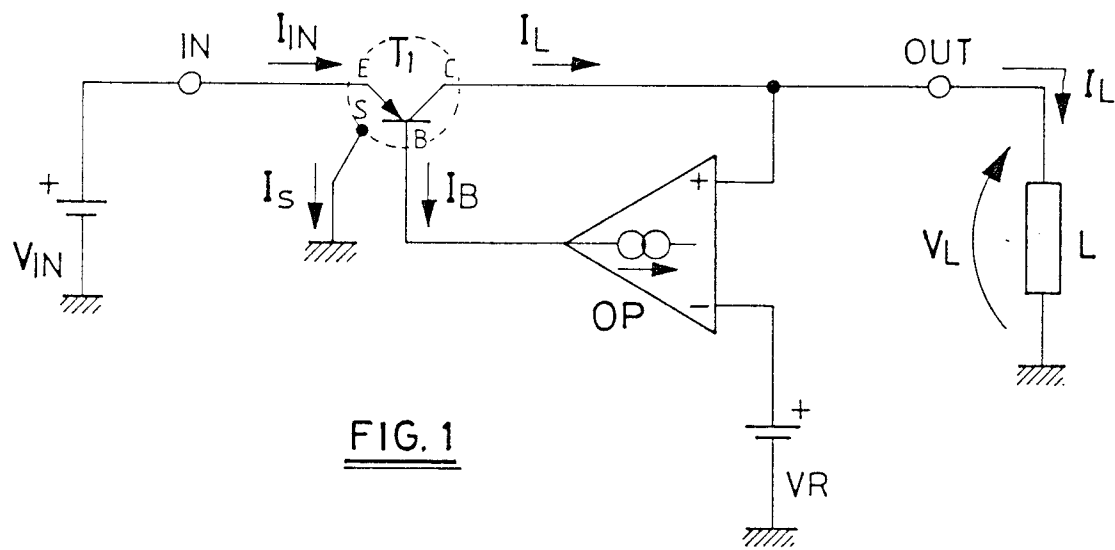 IN
I_IN
T1
I_L
OUT
I_L
E
C
S
B
I_S
I_B
+
V_IN
+
−
OP
V_L
L
+
VR
FIG. 1